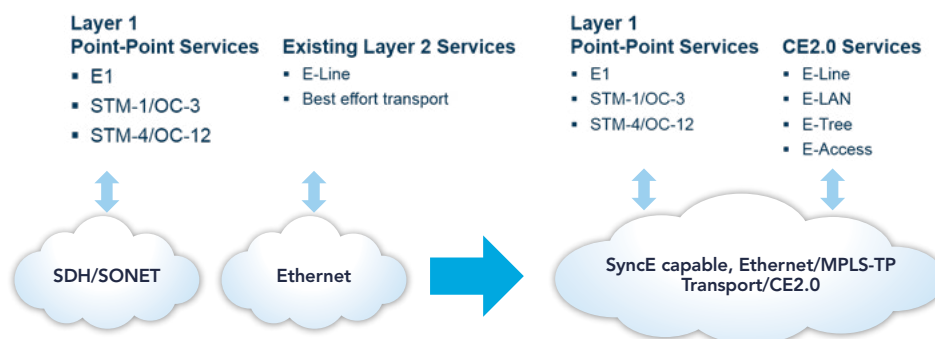 Layer 1
Point-Point Services
▪ E1
▪ STM-1/OC-3
▪ STM-4/OC-12
Existing Layer 2 Services
▪ E-Line
▪ Best effort transport
SDH/SONET
Ethernet
Layer 1
Point-Point Services
▪ E1
▪ STM-1/OC-3
▪ STM-4/OC-12
CE2.0 Services
▪ E-Line
▪ E-LAN
▪ E-Tree
▪ E-Access
SyncE capable, Ethernet/MPLS-TP
Transport/CE2.0